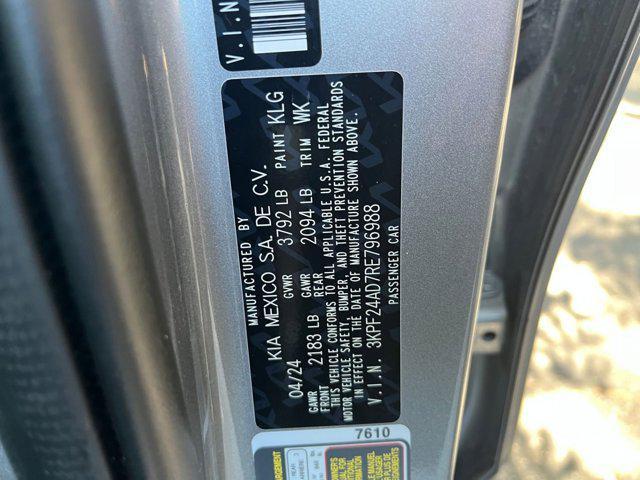 V.I.N
MANUFACTURED BY
KIA MEXICO S.A. DE C.V.
04/24 GVWR 3792 LB PAINT KLG
GAWR FRONT 2183 LB GAWR REAR 2094 LB TRIM WK
THIS VEHICLE CONFORMS TO ALL APPLICABLE U.S.A. FEDERAL
MOTOR VEHICLE SAFETY, BUMPER, AND THEFT PREVENTION STANDARDS
IN EFFECT ON THE DATE OF MANUFACTURE SHOWN ABOVE.
V.I.N. 3KPF24AD7RE796988
PASSENGER CAR
7610